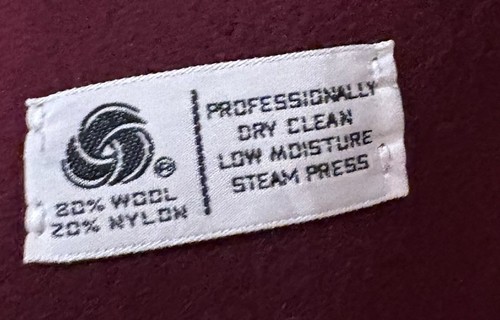 80% WOOL
20% NYLON
PROFESSIONALLY
DRY CLEAN
LOW MOISTURE
STEAM PRESS